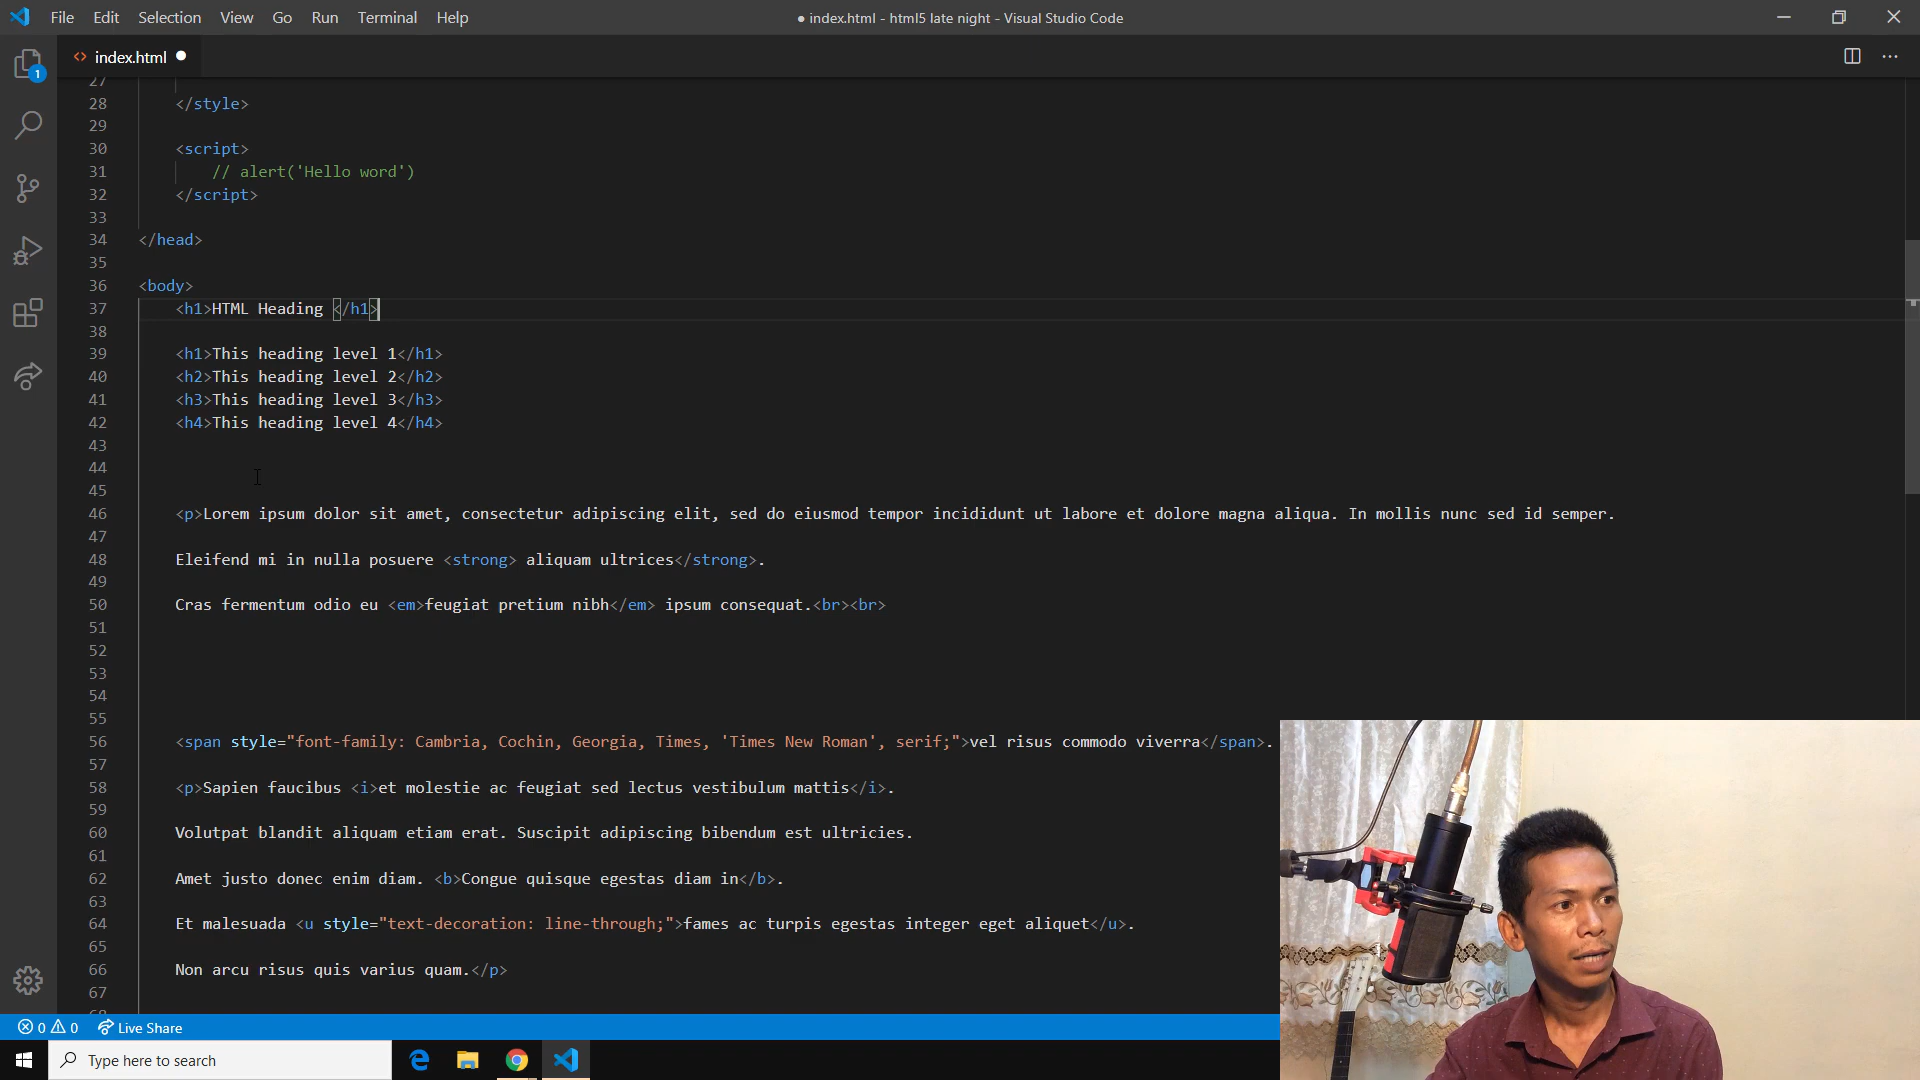 File Edit Selection View Go Run Terminal Help
● index.html - html5 late night - Visual Studio Code
index.html
1
27
28 </style>
29
30 <script>
31 // alert('Hello word')
32 </script>
33
34 </head>
35
36 <body>
37 <h1>HTML Heading </h1>
38
39 <h1>This heading level 1</h1>
40 <h2>This heading level 2</h2>
41 <h3>This heading level 3</h3>
42 <h4>This heading level 4</h4>
43
44
45
46 <p>Lorem ipsum dolor sit amet, consectetur adipiscing elit, sed do eiusmod tempor incididunt ut labore et dolore magna aliqua. In mollis nunc sed id semper.
47
48 Eleifend mi in nulla posuere <strong> aliquam ultrices</strong>.
49
50 Cras fermentum odio eu <em>feugiat pretium nibh</em> ipsum consequat.<br><br>
51
52
53
54
55
56 <span style="font-family: Cambria, Cochin, Georgia, Times, 'Times New Roman', serif;">vel risus commodo viverra</span>.
57
58 <p>Sapien faucibus <i>et molestie ac feugiat sed lectus vestibulum mattis</i>.
59
60 Volutpat blandit aliquam etiam erat. Suscipit adipiscing bibendum est ultricies.
61
62 Amet justo donec enim diam. <b>Congue quisque egestas diam in</b>.
63
64 Et malesuada <u style="text-decoration: line-through;">fames ac turpis egestas integer eget aliquet</u>.
65
66 Non arcu risus quis varius quam.</p>
67
0 0 Live Share
Type here to search